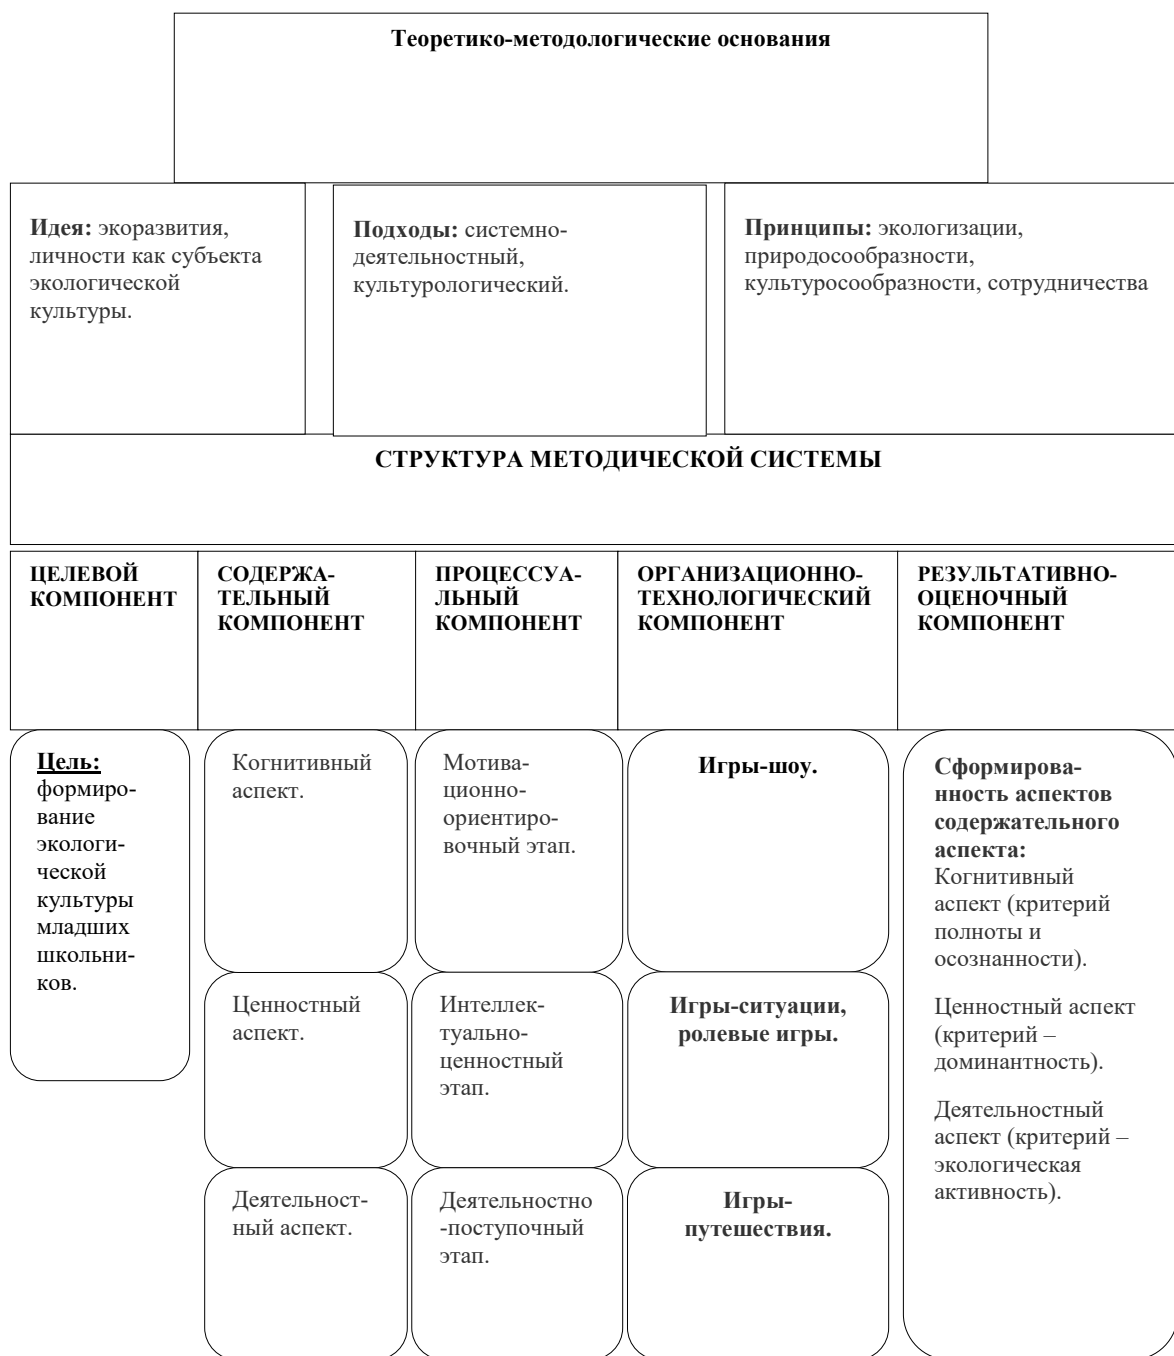 Теоретико-методологические основания
Идея: экоразвития,
личности как субъекта
экологической
культуры.
Подходы: системно-
деятельностный,
культурологический.
Принципы: экологизации,
природосообразности,
культуросообразности, сотрудничества
СТРУКТУРА МЕТОДИЧЕСКОЙ СИСТЕМЫ
ЦЕЛЕВОЙ
КОМПОНЕНТ
СОДЕРЖА-
ТЕЛЬНЫЙ
КОМПОНЕНТ
ПРОЦЕССУА-
ЛЬНЫЙ
КОМПОНЕНТ
ОРГАНИЗАЦИОННО-
ТЕХНОЛОГИЧЕСКИЙ
КОМПОНЕНТ
РЕЗУЛЬТАТИВНО-
ОЦЕНОЧНЫЙ
КОМПОНЕНТ
Цель:
формиро-
вание
экологи-
ческой
культуры
младших
школьни-
ков.
Когнитивный
аспект.
Ценностный
аспект.
Деятельност-
ный аспект.
Мотива-
ционно-
ориентиро-
вочный этап.
Интеллек-
туально-
ценностный
этап.
Деятельностно
-поступочный
этап.
Игры-шоу.
Игры-ситуации,
ролевые игры.
Игры-
путешествия.
Сформирова-
нность аспектов
содержательного
аспекта:
Когнитивный
аспект (критерий
полноты и
осознанности).
Ценностный аспект
(критерий –
доминантность).
Деятельностный
аспект (критерий –
экологическая
активность).